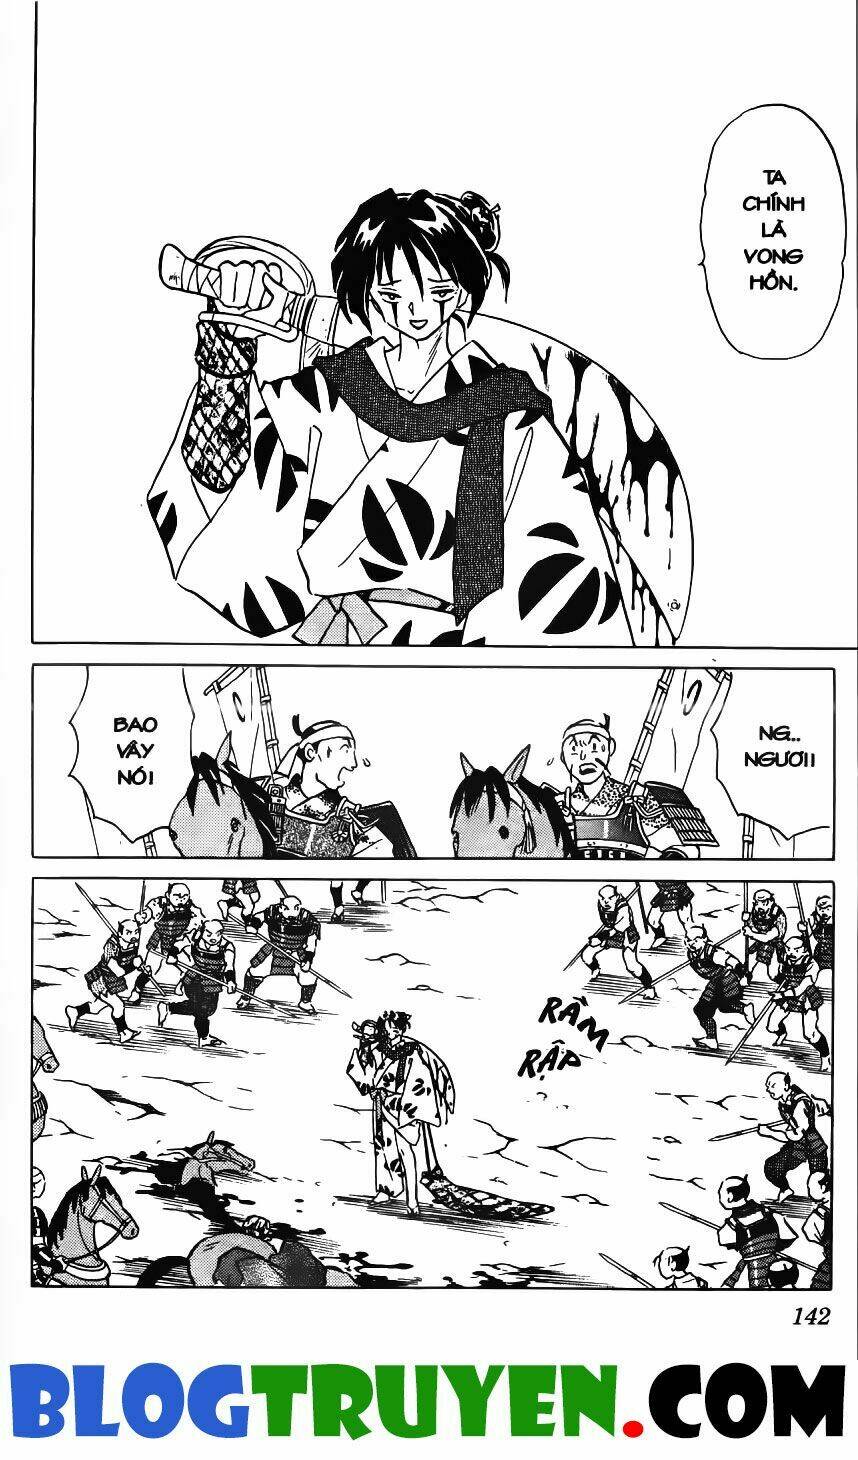 TA
CHÍNH
LÀ
VONG
HỒN.
NG..
NGƯƠI!
BAO
VÂY
NÓ!
RẦM
RẬP
142
BLOGTRUYEN.COM